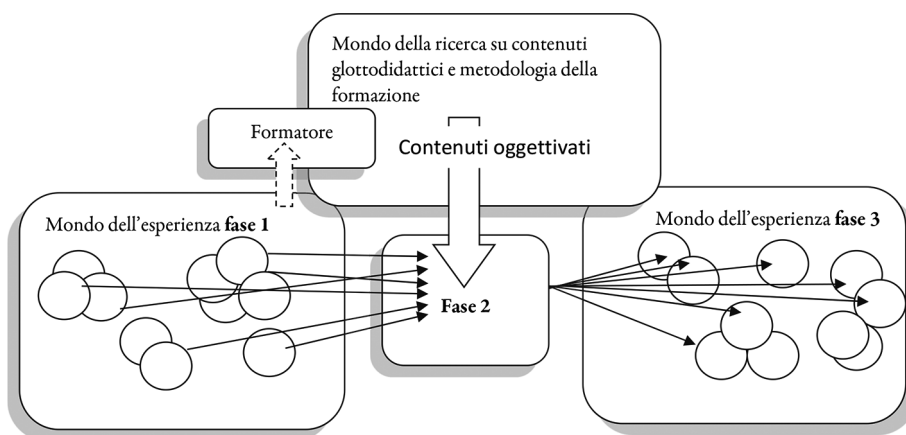 Mondo della ricerca su contenuti
glottodidattici e metodologia della
formazione
Formatore
Contenuti oggettivati
Mondo dell'esperienza fase 1
Mondo dell'esperienza fase 3
Fase 2